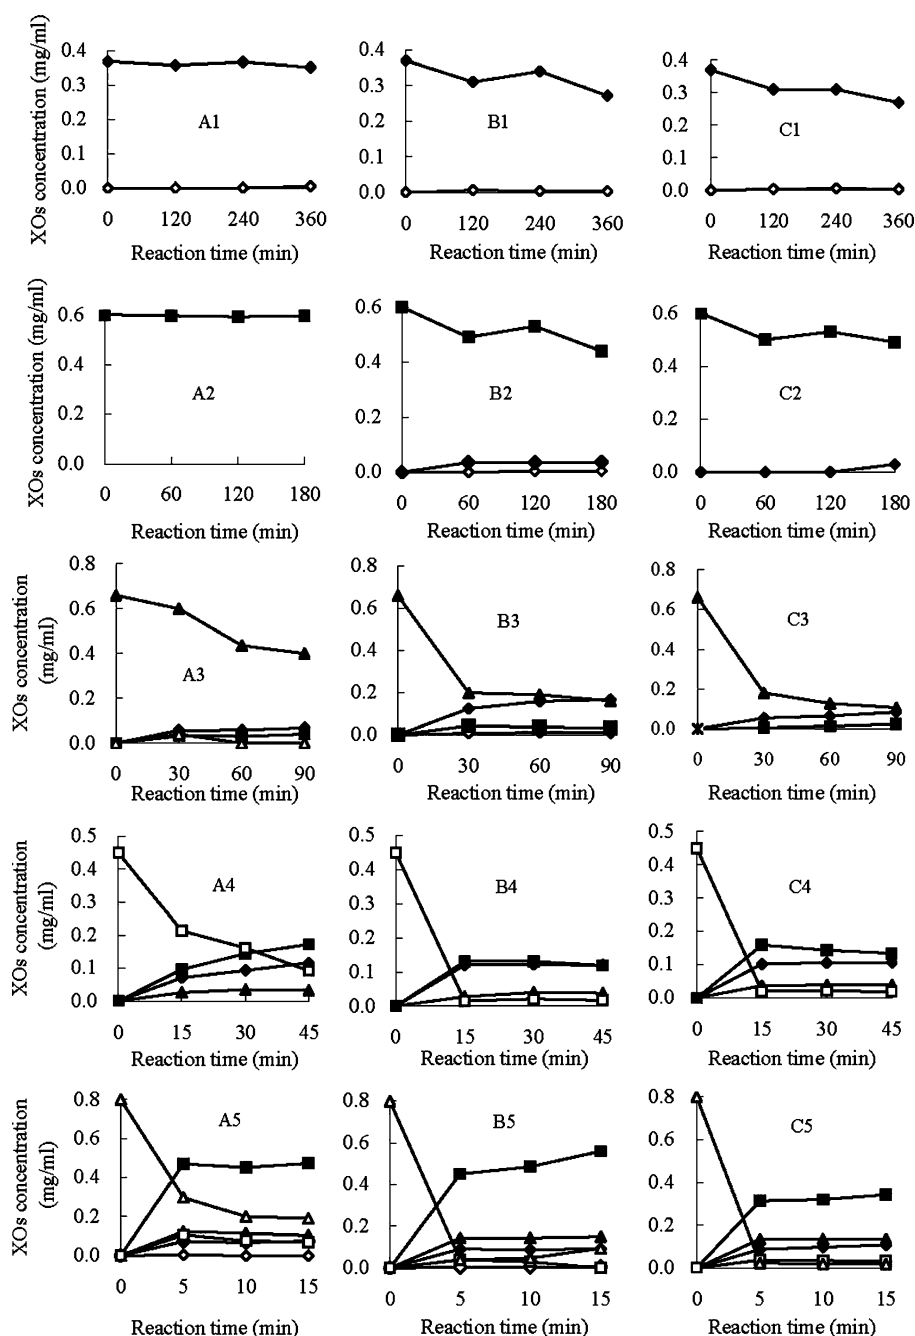 XOs concentration (mg/ml)
0.4 0.3 0.2 0.1 0.0
A1
0 120 240 360
Reaction time (min)
0.4 0.3 0.2 0.1 0.0
B1
0 120 240 360
Reaction time (min)
0.4 0.3 0.2 0.1 0.0
C1
0 120 240 360
Reaction time (min)
XOs concentration (mg/ml)
0.6 0.4 0.2 0.0
A2
0 60 120 180
Reaction time (min)
0.6 0.4 0.2 0.0
B2
0 60 120 180
Reaction time (min)
0.6 0.4 0.2 0.0
C2
0 60 120 180
Reaction time (min)
XOs concentration
(mg/ml)
0.8 0.6 0.4 0.2 0.0
A3
0 30 60 90
Reaction time (min)
0.8 0.6 0.4 0.2 0.0
B3
0 30 60 90
Reaction time (min)
0.8 0.6 0.4 0.2 0.0
C3
0 30 60 90
Reaction time (min)
XOs concentration
(mg/ml)
0.5 0.4 0.3 0.2 0.1 0.0
A4
0 15 30 45
Reaction time (min)
0.5 0.4 0.3 0.2 0.1 0.0
B4
0 15 30 45
Reaction time (min)
0.5 0.4 0.3 0.2 0.1 0.0
C4
0 15 30 45
Reaction time (min)
XOs concentration
(mg/ml)
0.8 0.6 0.4 0.2 0.0
A5
0 5 10 15
Reaction time (min)
0.8 0.6 0.4 0.2 0.0
B5
0 5 10 15
Reaction time (min)
0.8 0.6 0.4 0.2 0.0
C5
0 5 10 15
Reaction time (min)